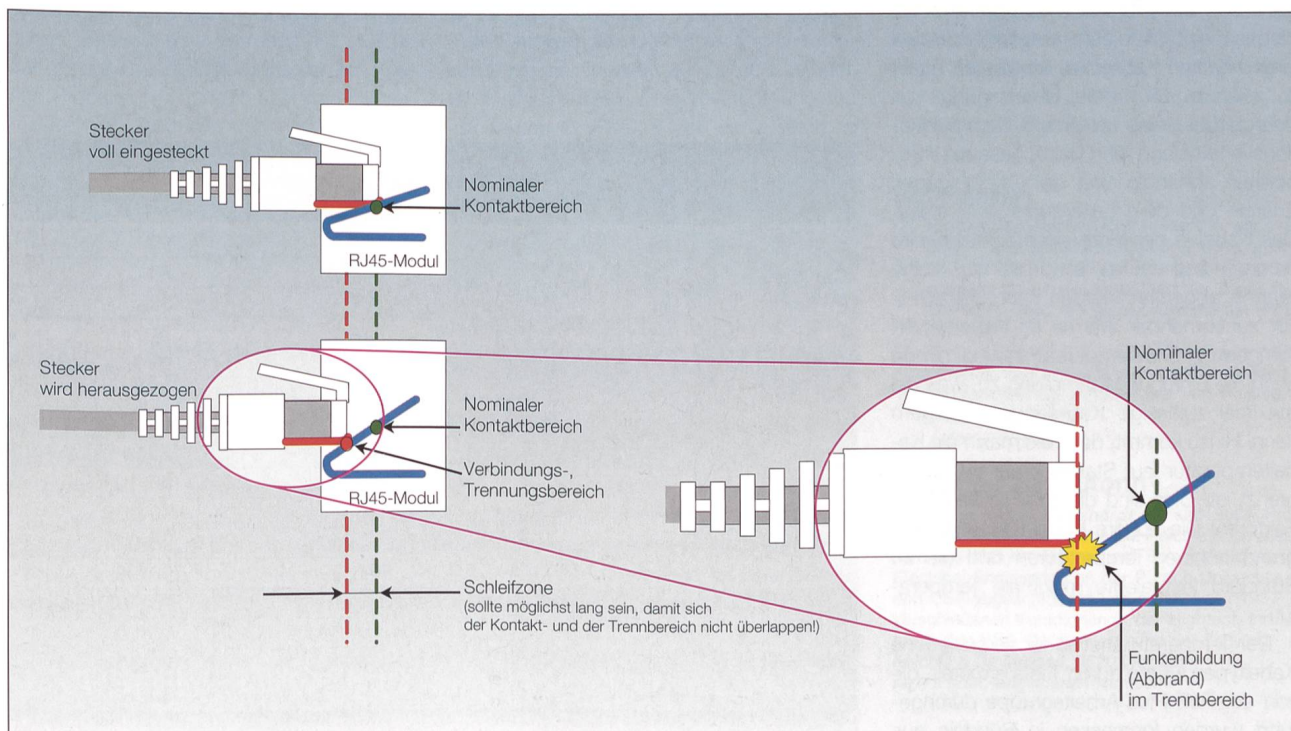 Stecker
voll eingesteckt
Nominaler
Kontaktbereich
RJ45-Modul
Stecker
wird herausgezogen
Nominaler
Kontaktbereich
Verbindungs-,
Trennungsbereich
RJ45-Modul
Schleifzone
(sollte möglichst lang sein, damit sich
der Kontakt- und der Trennbereich nicht überlappen!)
Nominaler
Kontaktbereich
Funkenbildung
(Abbrand)
im Trennbereich